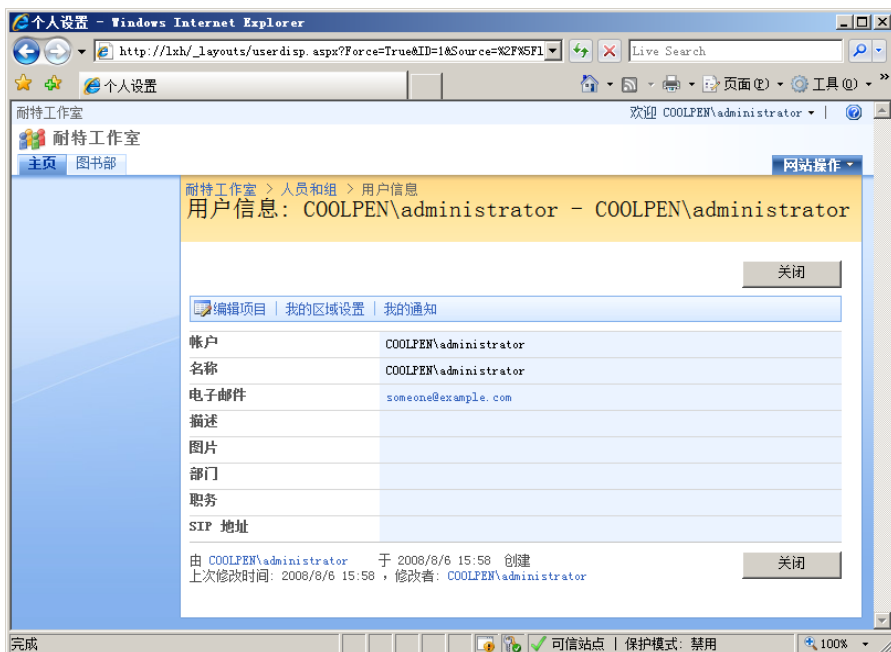 个人设置 - Windows Internet Explorer
http://lxh/_layouts/userdisp.aspx?Force=True&ID=1&Source=%2F%5F1
Live Search
个人设置
页面(P)
工具(O)
»
耐特工作室
欢迎 COOLPEN\administrator
耐特工作室
主页
图书部
网站操作
耐特工作室 > 人员和组 > 用户信息
用户信息: COOLPEN\administrator - COOLPEN\administrator
关闭
编辑项目 | 我的区域设置 | 我的通知
帐户 COOLPEN\administrator
名称 COOLPEN\administrator
电子邮件 someone@example.com
描述
图片
部门
职务
SIP 地址
由 COOLPEN\administrator 于 2008/8/6 15:58 创建
上次修改时间: 2008/8/6 15:58 ，修改者: COOLPEN\administrator
关闭
完成
可信站点 | 保护模式: 禁用
100%